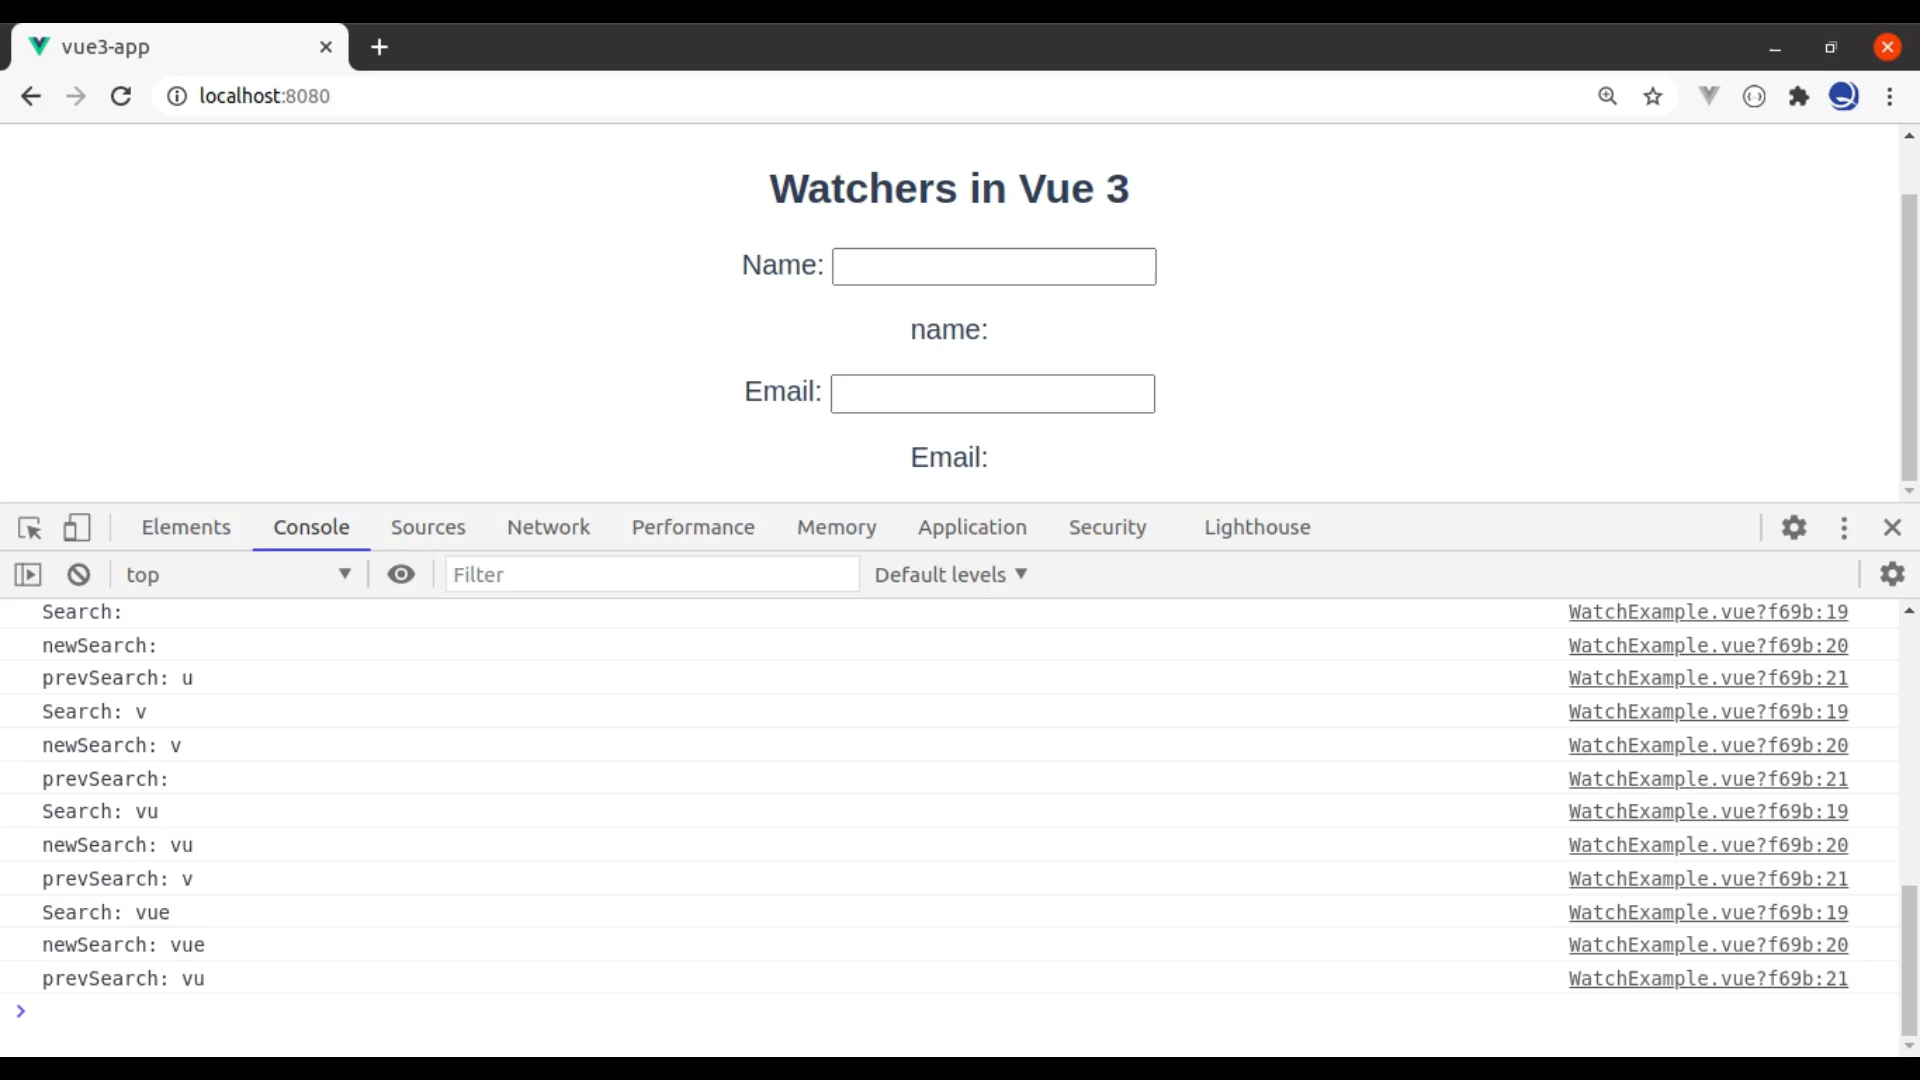 vue3-app
localhost:8080
Watchers in Vue 3
Name:
name:
Email:
Email:
Elements Console Sources Network Performance Memory Application Security Lighthouse
top Filter Default levels
Search: WatchExample.vue?f69b:19
newSearch: WatchExample.vue?f69b:20
prevSearch: u WatchExample.vue?f69b:21
Search: v WatchExample.vue?f69b:19
newSearch: v WatchExample.vue?f69b:20
prevSearch: WatchExample.vue?f69b:21
Search: vu WatchExample.vue?f69b:19
newSearch: vu WatchExample.vue?f69b:20
prevSearch: v WatchExample.vue?f69b:21
Search: vue WatchExample.vue?f69b:19
newSearch: vue WatchExample.vue?f69b:20
prevSearch: vu WatchExample.vue?f69b:21